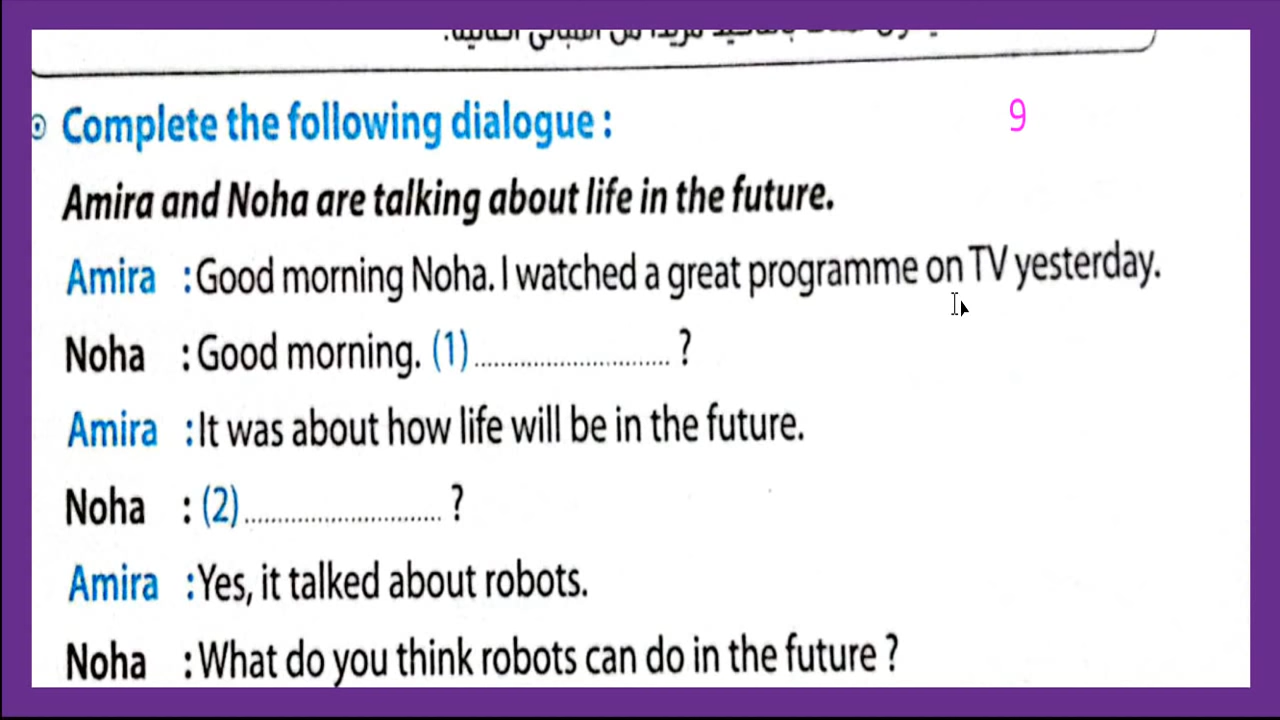 Complete the following dialogue :
9
Amira and Noha are talking about life in the future.
Amira : Good morning Noha. I watched a great programme on TV yesterday.
Noha : Good morning. (1) ............................ ?
Amira : It was about how life will be in the future.
Noha : (2) ............................ ?
Amira : Yes, it talked about robots.
Noha : What do you think robots can do in the future ?